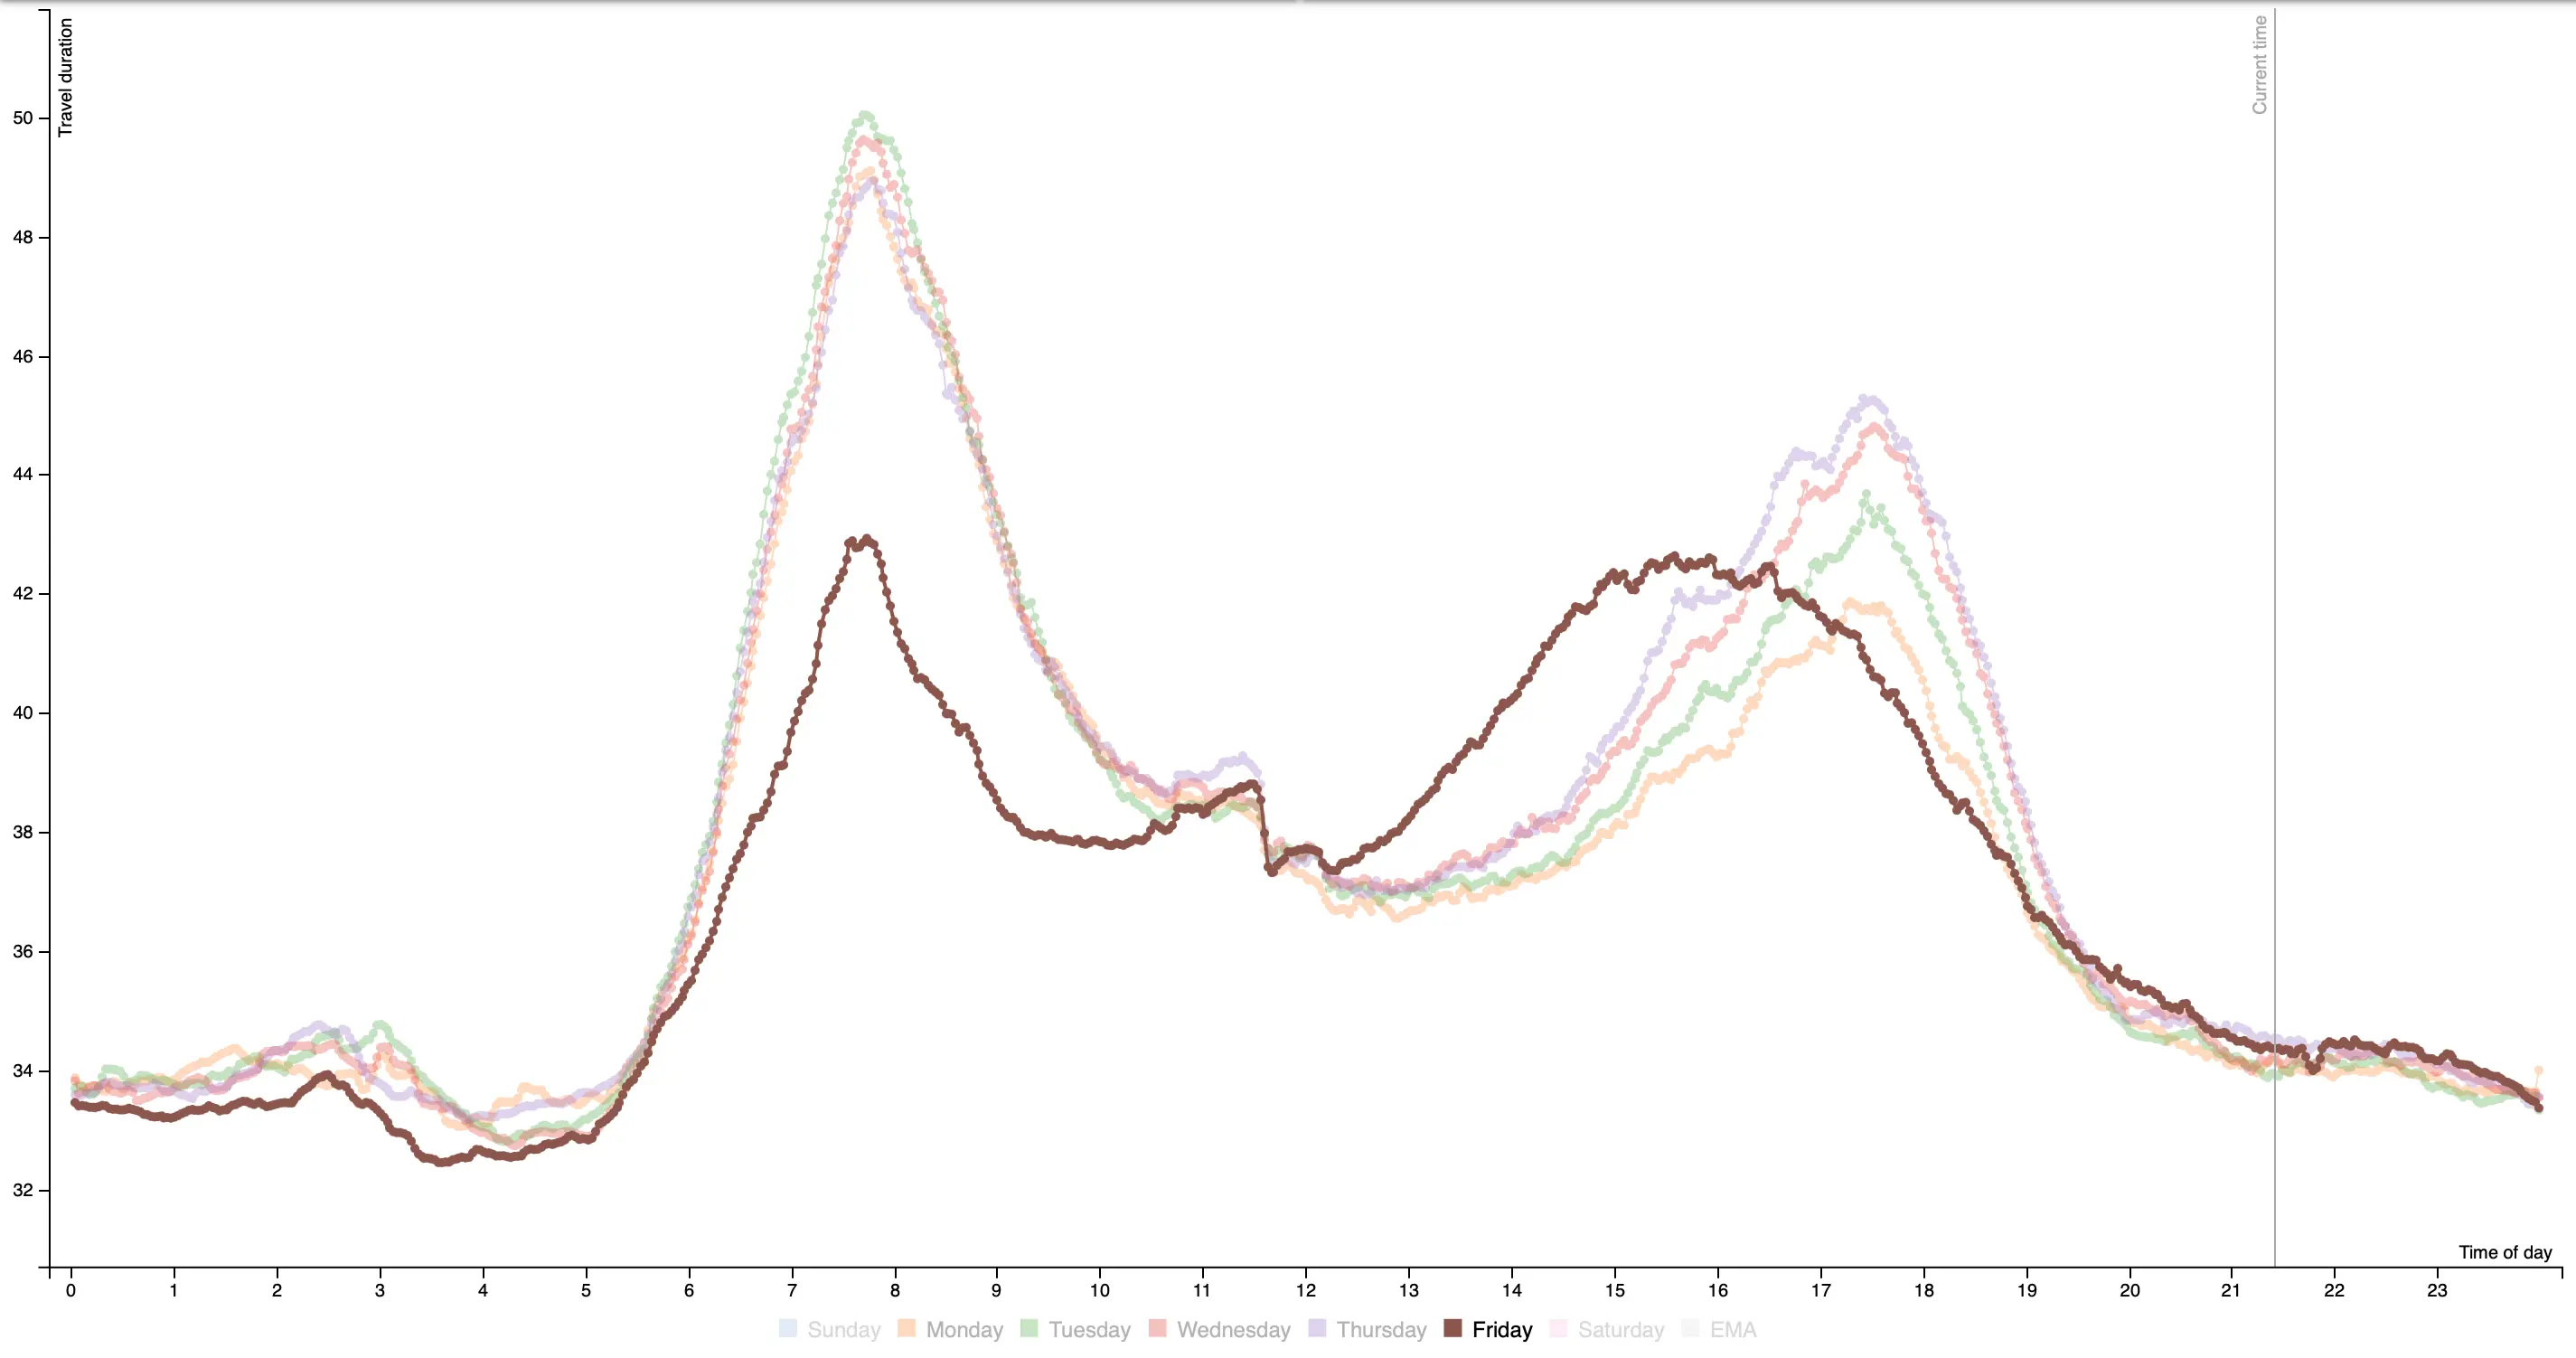 Travel duration
Current time
50
48
46
44
42
40
38
36
34
32
Time of day
0 1 2 3 4 5 6 7 8 9 10 11 12 13 14 15 16 17 18 19 20 21 22 23
Sunday Monday Tuesday Wednesday Thursday Friday Saturday EMA